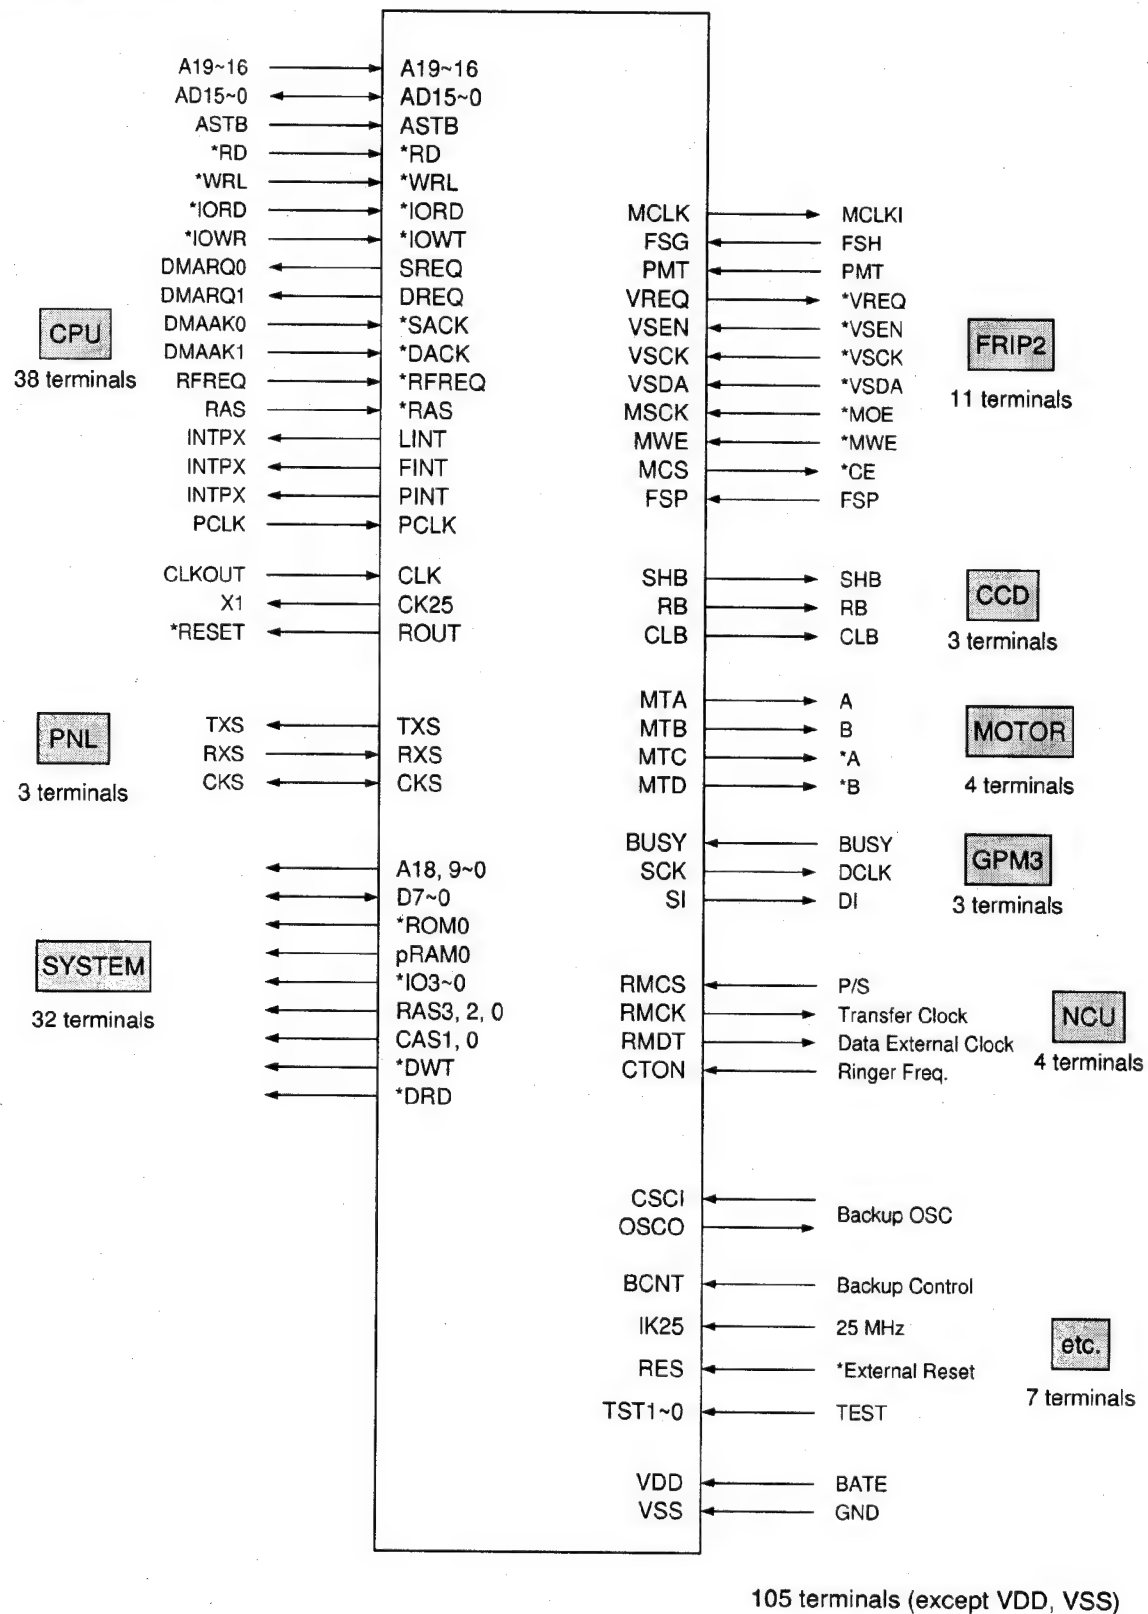 A19~16 A19~16
AD15~0 AD15~0
ASTB ASTB
*RD *RD
*WRL *WRL
*IORD *IORD
*IOWR *IOWT
DMARQ0 SREQ
DMARQ1 DREQ
DMAAK0 *SACK
DMAAK1 *DACK
RFREQ *RFREQ
RAS *RAS
INTPX LINT
INTPX FINT
INTPX PINT
PCLK PCLK
CPU
38 terminals
CLKOUT CLK
X1 CK25
*RESET ROUT
PNL
3 terminals
TXS TXS
RXS RXS
CKS CKS
SYSTEM
32 terminals
A18, 9~0
D7~0
*ROM0
pRAM0
*IO3~0
RAS3, 2, 0
CAS1, 0
*DWT
*DRD
MCLK MCLKI
FSG FSH
PMT PMT
VREQ *VREQ
VSEN *VSEN
VSCK *VSCK
VSDA *VSDA
MSCK *MOE
MWE *MWE
MCS *CE
FSP FSP
FRIP2
11 terminals
SHB SHB
RB RB
CLB CLB
CCD
3 terminals
MTA A
MTB B
MTC *A
MTD *B
MOTOR
4 terminals
BUSY BUSY
SCK DCLK
SI DI
GPM3
3 terminals
RMCS P/S
RMCK Transfer Clock
RMDT Data External Clock
CTON Ringer Freq.
NCU
4 terminals
CSCI
OSCO
Backup OSC
BCNT Backup Control
IK25 25 MHz
RES *External Reset
TST1~0 TEST
etc.
7 terminals
VDD BATE
VSS GND
105 terminals (except VDD, VSS)